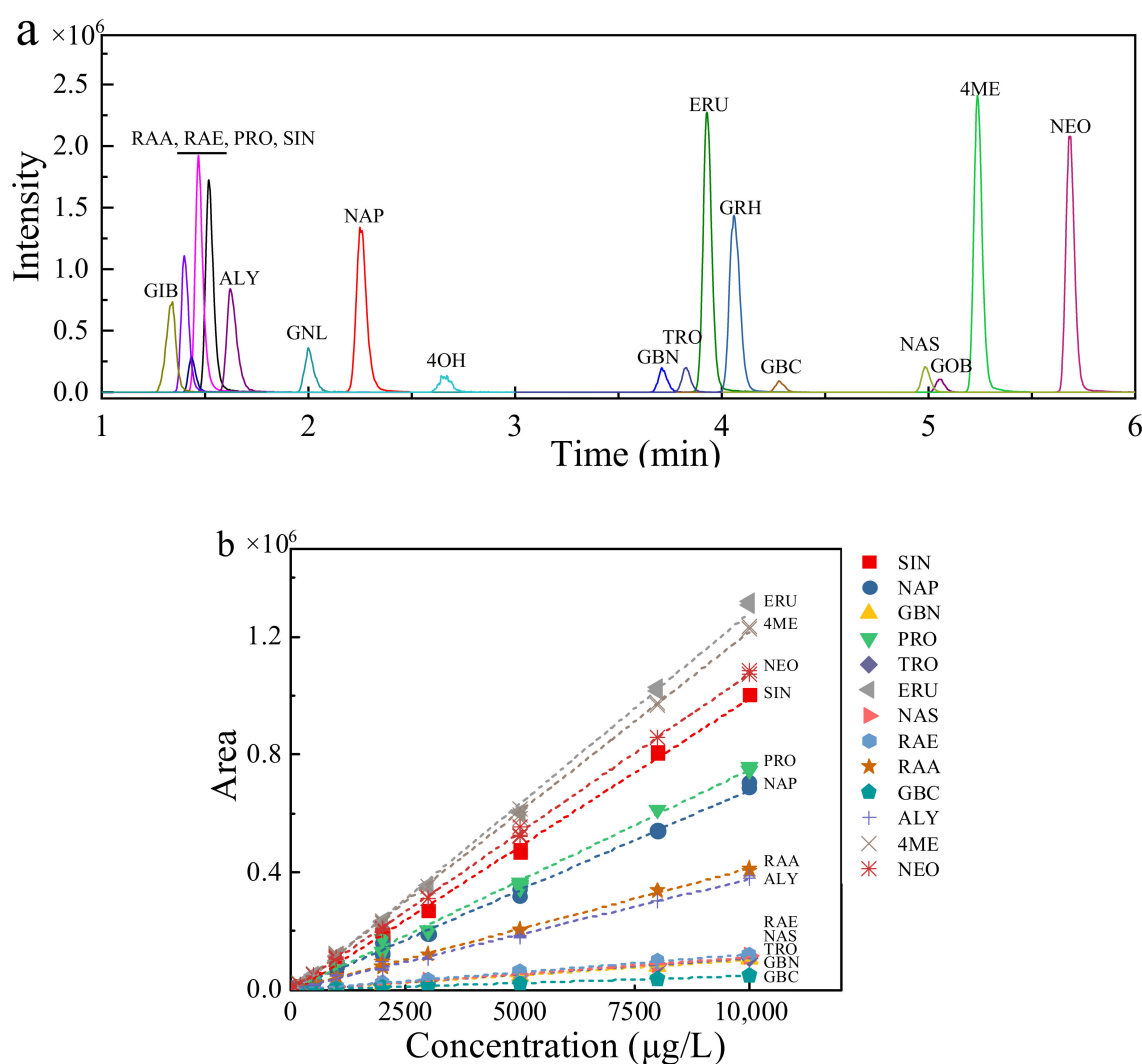 a
×10⁶
Intensity
2.5
2.0
1.5
1.0
0.5
0.0
RAA, RAE, PRO, SIN
GIB
ALY
GNL
NAP
4OH
GBN
TRO
ERU
GRH
GBC
NAS
GOB
4ME
NEO
1
2
3
4
5
6
Time (min)
b
×10⁶
Area
1.2
0.8
0.4
0.0
ERU
4ME
NEO
SIN
PRO
NAP
RAA
ALY
RAE
NAS
TRO
GBN
GBC
0
2500
5000
7500
10,000
Concentration (μg/L)
SIN
NAP
GBN
PRO
TRO
ERU
NAS
RAE
RAA
GBC
ALY
4ME
NEO